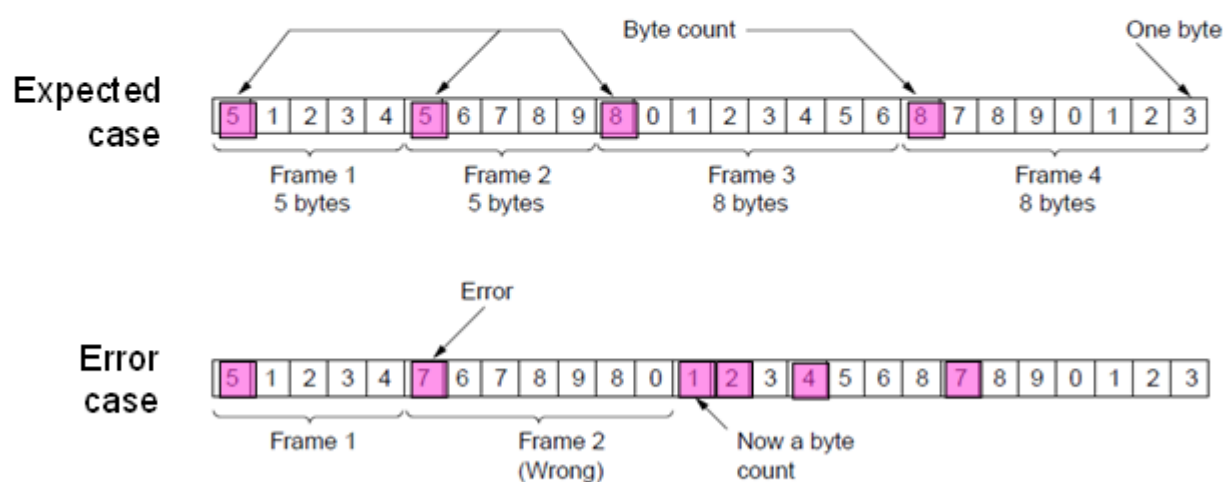 Byte count
One byte
Expected
case
5 1 2 3 4 5 6 7 8 9 8 0 1 2 3 4 5 6 8 7 8 9 0 1 2 3
Frame 1
5 bytes
Frame 2
5 bytes
Frame 3
8 bytes
Frame 4
8 bytes
Error
Error
case
5 1 2 3 4 7 6 7 8 9 8 0 1 2 3 4 5 6 8 7 8 9 0 1 2 3
Frame 1
Frame 2
(Wrong)
Now a byte
count